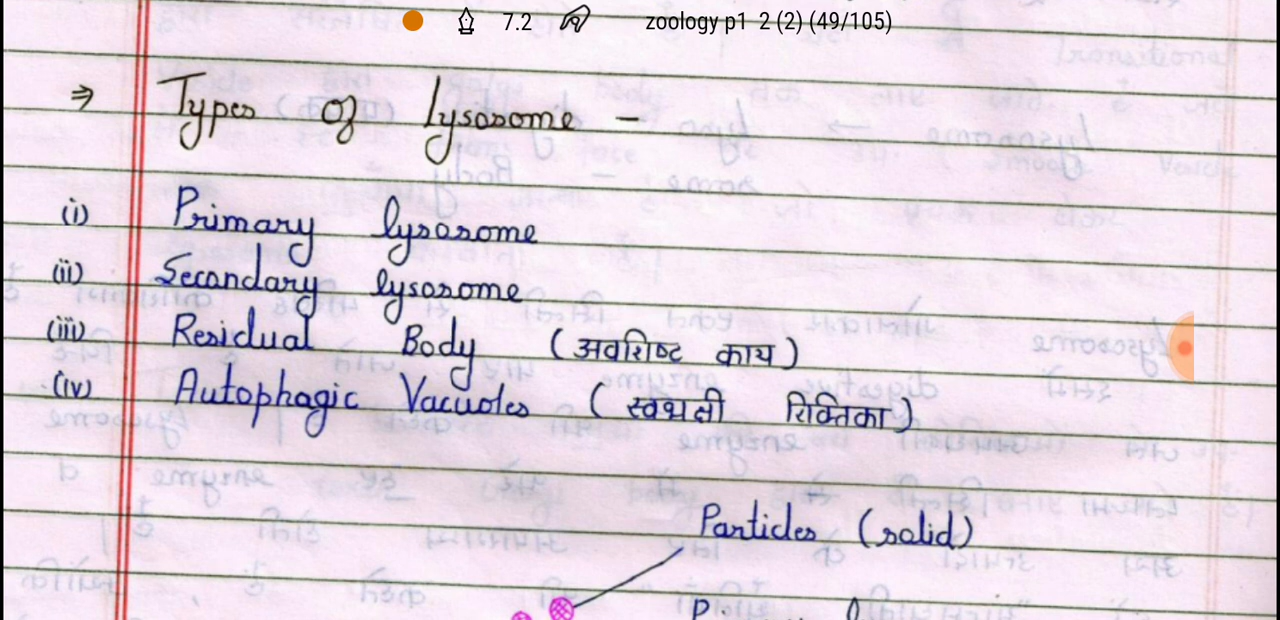 7.2 zoology p1 2 (2) (49/105)
⇒ Types of Lysosome –
(i) Primary lysosome
(ii) Secondary lysosome
(iii) Residual Body (अवशिष्ट काय)
(iv) Autophagic Vacuoles ( रिक्तिका)
Particles (solid)